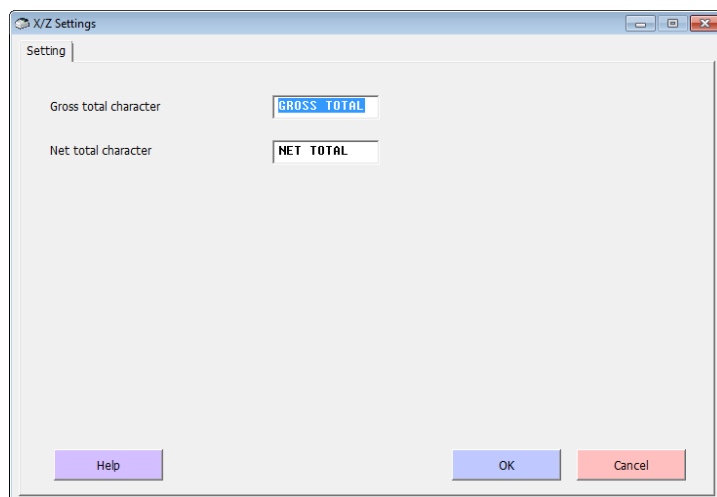 X/Z Settings
Setting
Gross total character GROSS TOTAL
Net total character NET TOTAL
Help OK Cancel